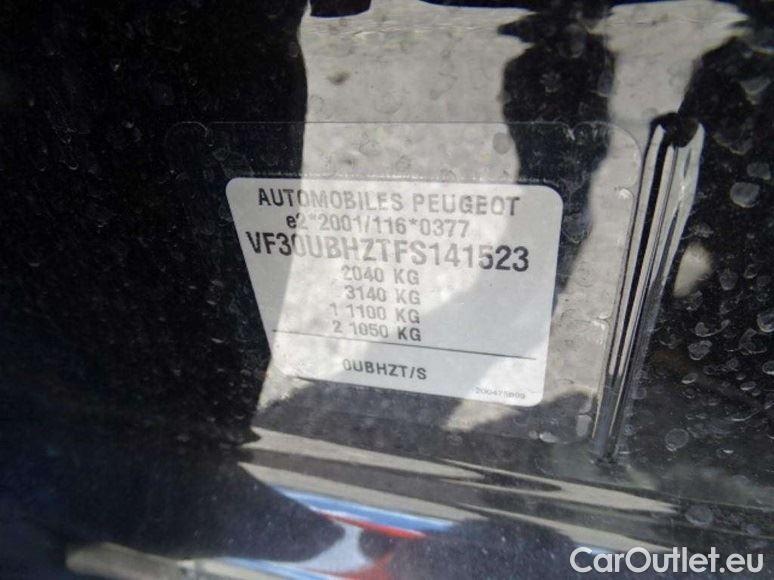 AUTOMOBILES PEUGEOT
e2*2001/116*0377
VF30UBHZTFS141523
2040 KG
3140 KG
1 1100 KG
2 1050 KG
0UBHZT/S
CarOutlet.eu